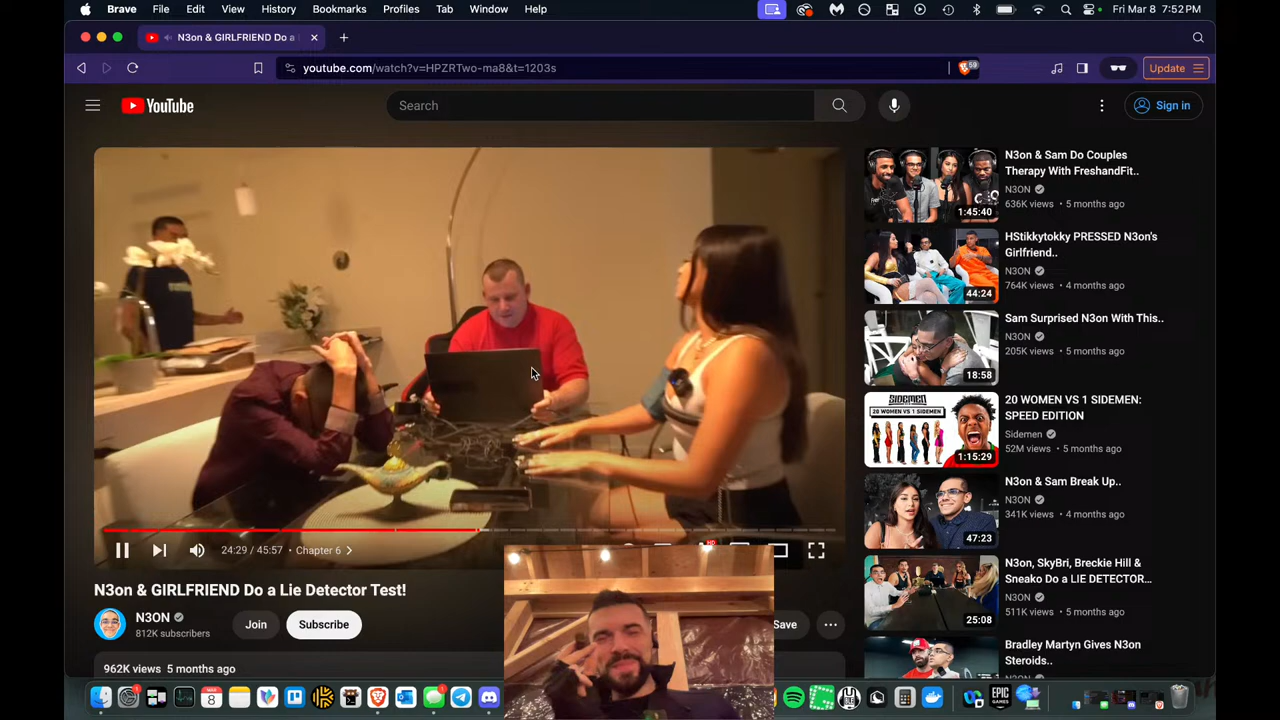 Brave File Edit View History Bookmarks Profiles Tab Window Help
Fri Mar 8 7:52 PM
N3on & GIRLFRIEND Do a
youtube.com/watch?v=HPZRTwo-ma8&t=1203s
59
Update
YouTube
Search
Sign in
24:29 / 45:57 • Chapter 6
HD
N3on & GIRLFRIEND Do a Lie Detector Test!
N3ON
812K subscribers
Join
Subscribe
Save
962K views 5 months ago
1:45:40
N3on & Sam Do Couples
Therapy With FreshandFit..
N3ON
636K views • 5 months ago
44:24
HStikkytokky PRESSED N3on's
Girlfriend..
N3ON
764K views • 4 months ago
18:58
Sam Surprised N3on With This..
N3ON
205K views • 5 months ago
SIDEMEN
20 WOMEN VS 1 SIDEMEN
1:15:29
20 WOMEN VS 1 SIDEMEN:
SPEED EDITION
Sidemen
52M views • 5 months ago
47:23
N3on & Sam Break Up..
N3ON
341K views • 4 months ago
25:08
N3on, SkyBri, Breckie Hill &
Sneako Do a LIE DETECTOR...
N3ON
511K views • 5 months ago
Bradley Martyn Gives N3on
Steroids..
MAR
8
EPIC
GAMES